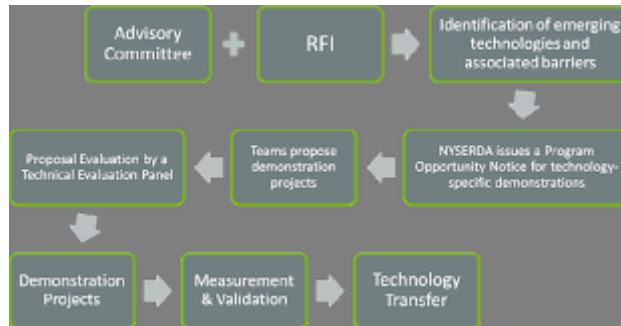 Advisory
Committee
+
RFI
Identification of emerging
technologies and
associated barriers
Proposal Evaluation by a
Technical Evaluation Panel
Teams propose
demonstration
projects
NYSERDA issues a Program
Opportunity Notice for technology-
specific demonstrations
Demonstration
Projects
Measurement
& Validation
Technology
Transfer